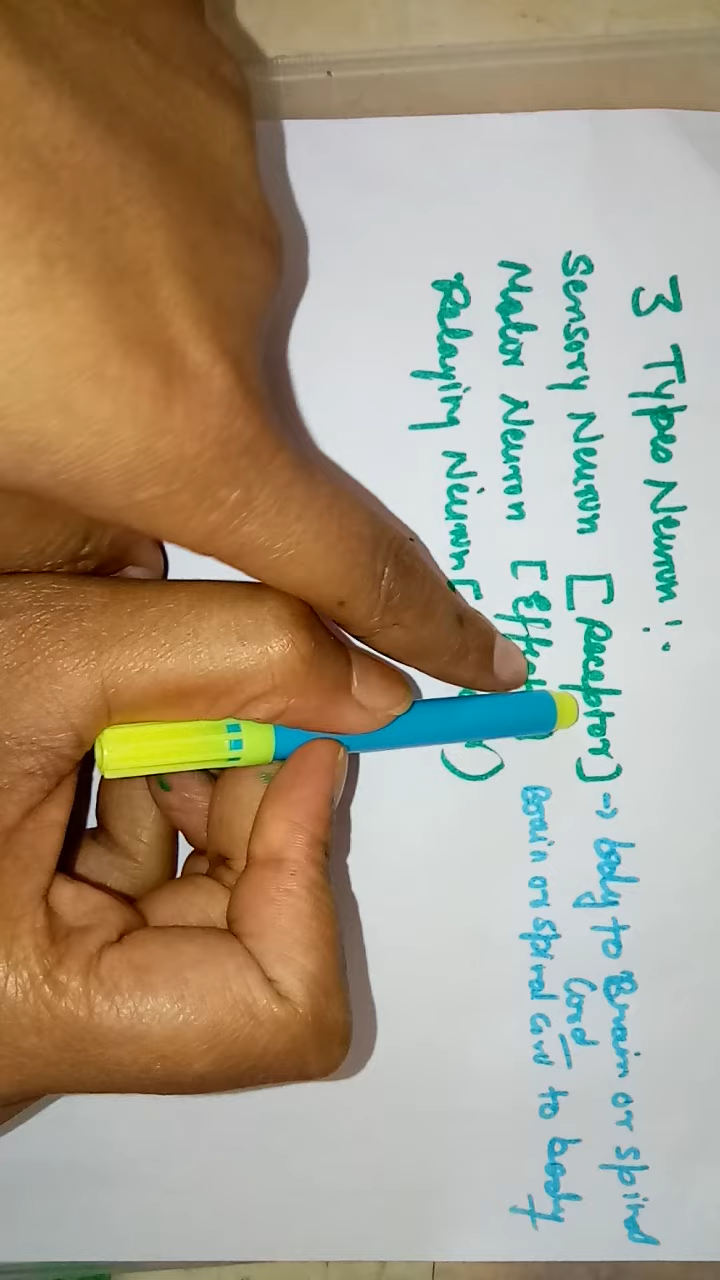 3 Types Neuron :-
Sensory Neuron [receptor] → body to Brain or spinal
Cord
Motor Neuron [Effect Brain or spinal Cord to body
Relaying Neuron [